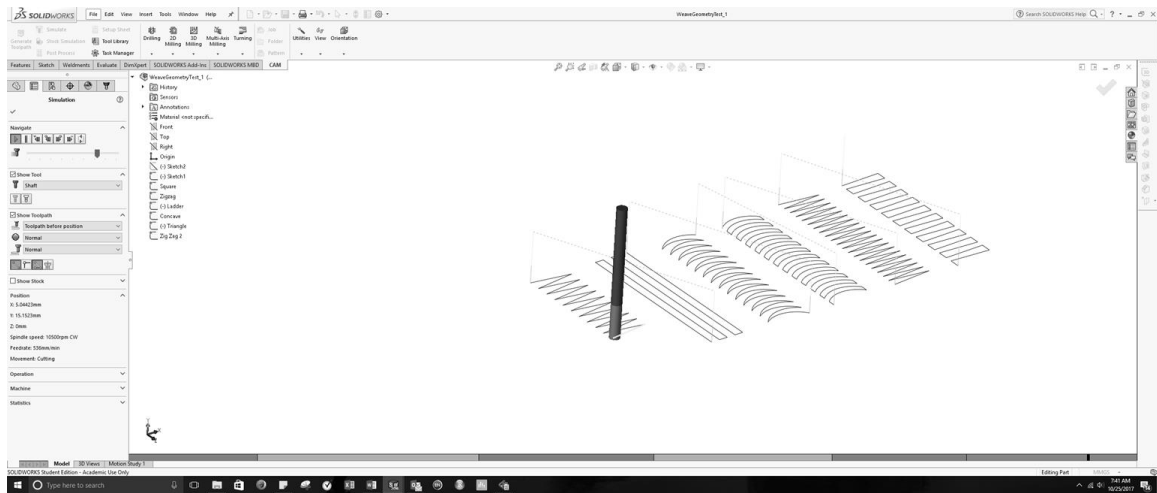 SOLIDWORKS File Edit View Insert Tools Window Help WeaveGeometryTest_1 Search SOLIDWORKS Help
Generate Toolpath Simulate Stock Simulation Post Process Setup Sheet Tool Library Task Manager Drilling 2D Milling 3D Milling Multi-Axis Milling Turning Folder Pattern Utilities View Orientation
Features Sketch Weldments Evaluate DimXpert SOLIDWORKS Add-Ins SOLIDWORKS MBD CAM
WeaveGeometryTest_1 (...
History
Sensors
Annotations
Material <not specifi...
Front
Top
Right
Origin
(-) Sketch2
(-) Sketch1
Square
Zigzag
(-) Ladder
Concave
(-) Triangle
Zig Zag 2
Simulation
Navigate
Show Tool
Shaft
Show Toolpath
Toolpath before position
Normal
Normal
Show Stock
Position
X: 5.04423mm
Y: 15.1523mm
Z: 0mm
Spindle speed: 10500rpm CW
Feedrate: 336mm/min
Movement: Cutting
Operation
Machine
Statistics
Model 3D Views Motion Study 1
SOLIDWORKS Student Edition - Academic Use Only Editing Part MMGS
Type here to search 7:41 AM
10/25/2017